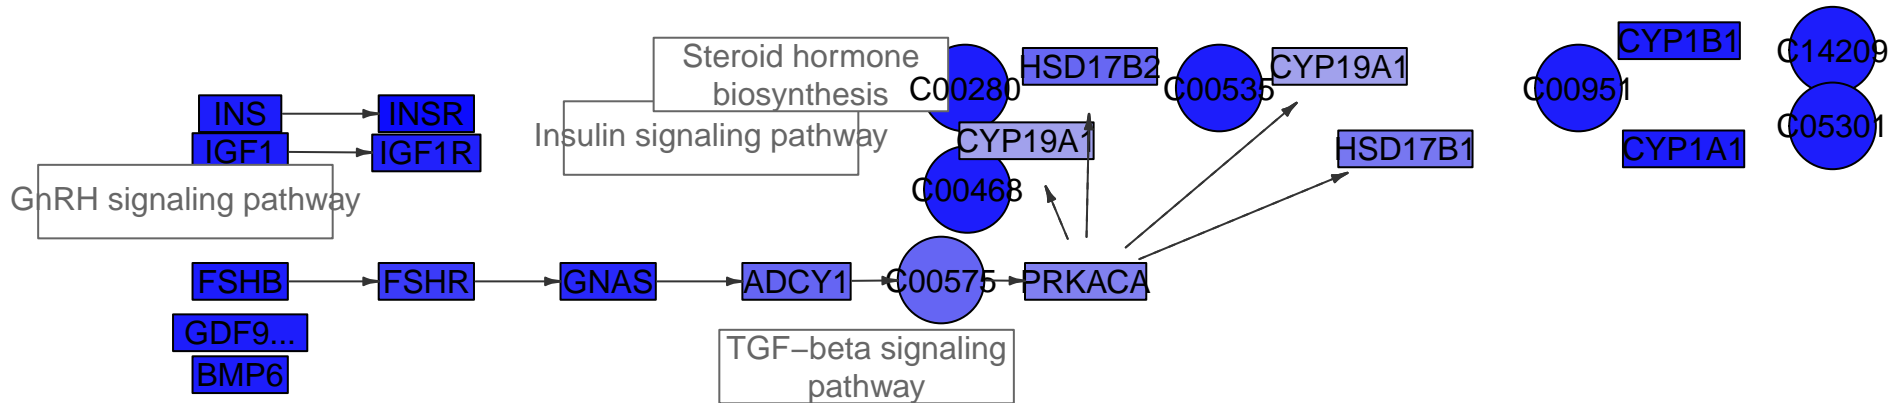 Steroid hormone
biosynthesis
C00280
HSD17B2
C00535
CYP19A1
C00951
CYP1B1
C14209
INS
INSR
Insulin signaling pathway
CYP19A1
HSD17B1
CYP1A1
C05301
IGF1
IGF1R
GnRH signaling pathway
C00468
FSHB
FSHR
GNAS
ADCY1
C00575
PRKACA
GDF9...
BMP6
TGF−beta signaling
pathway